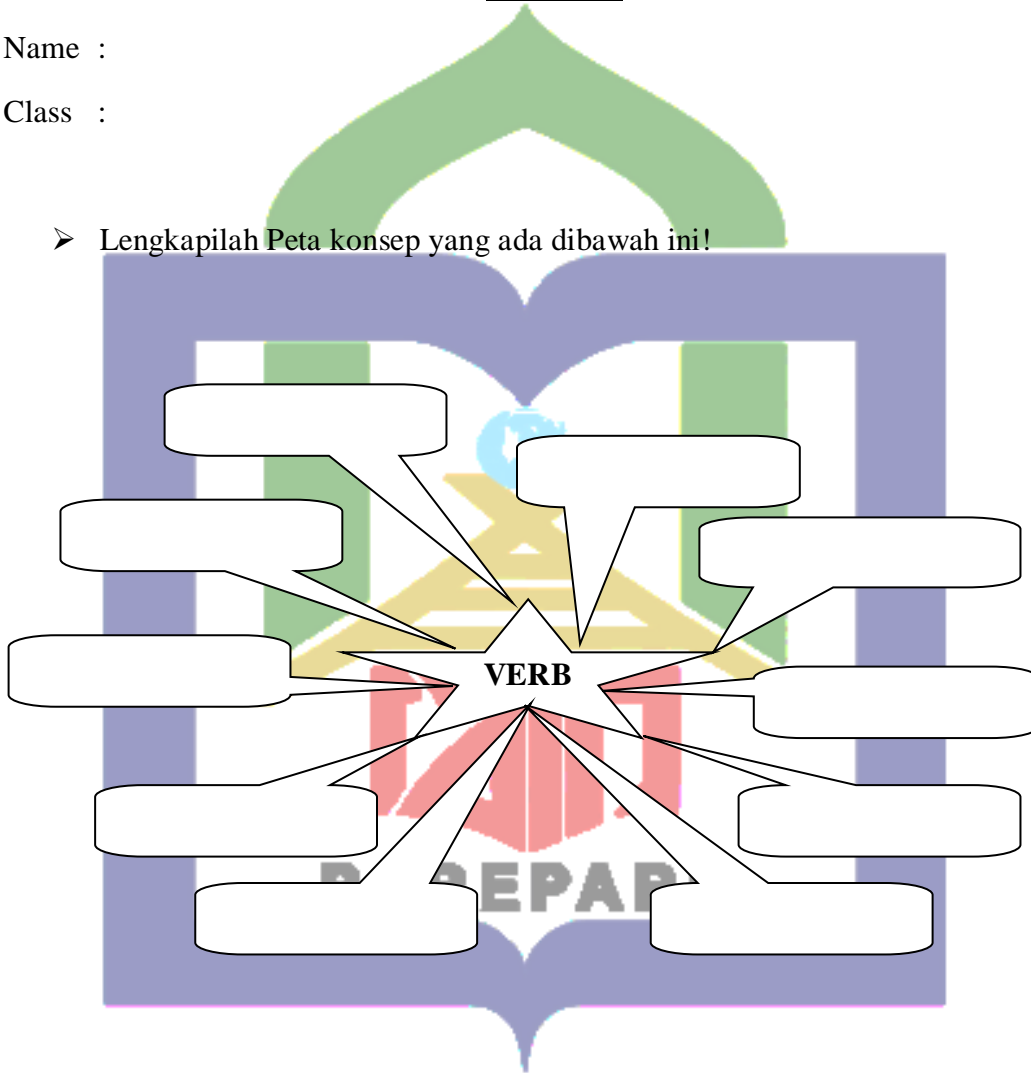 Name :
Class :
➢ Lengkapilah Peta konsep yang ada dibawah ini!
VERB